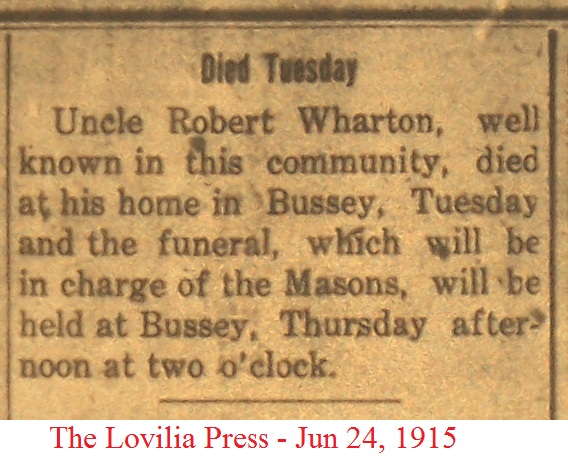 Died Tuesday
Uncle Robert Wharton, well
known in this community, died
at his home in Bussey, Tuesday
and the funeral, which will be
in charge of the Masons, will be
held at Bussey, Thursday after-
noon at two o'clock.
The Lovilia Press - Jun 24, 1915